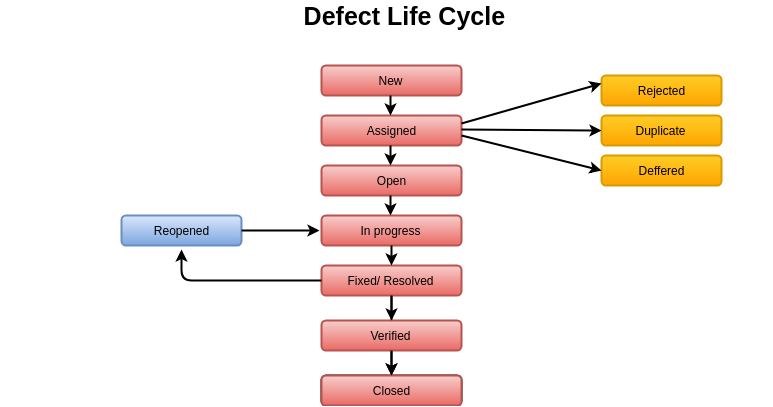 Defect Life Cycle
New
Assigned
Rejected
Duplicate
Deffered
Open
Reopened
In progress
Fixed/ Resolved
Verified
Closed